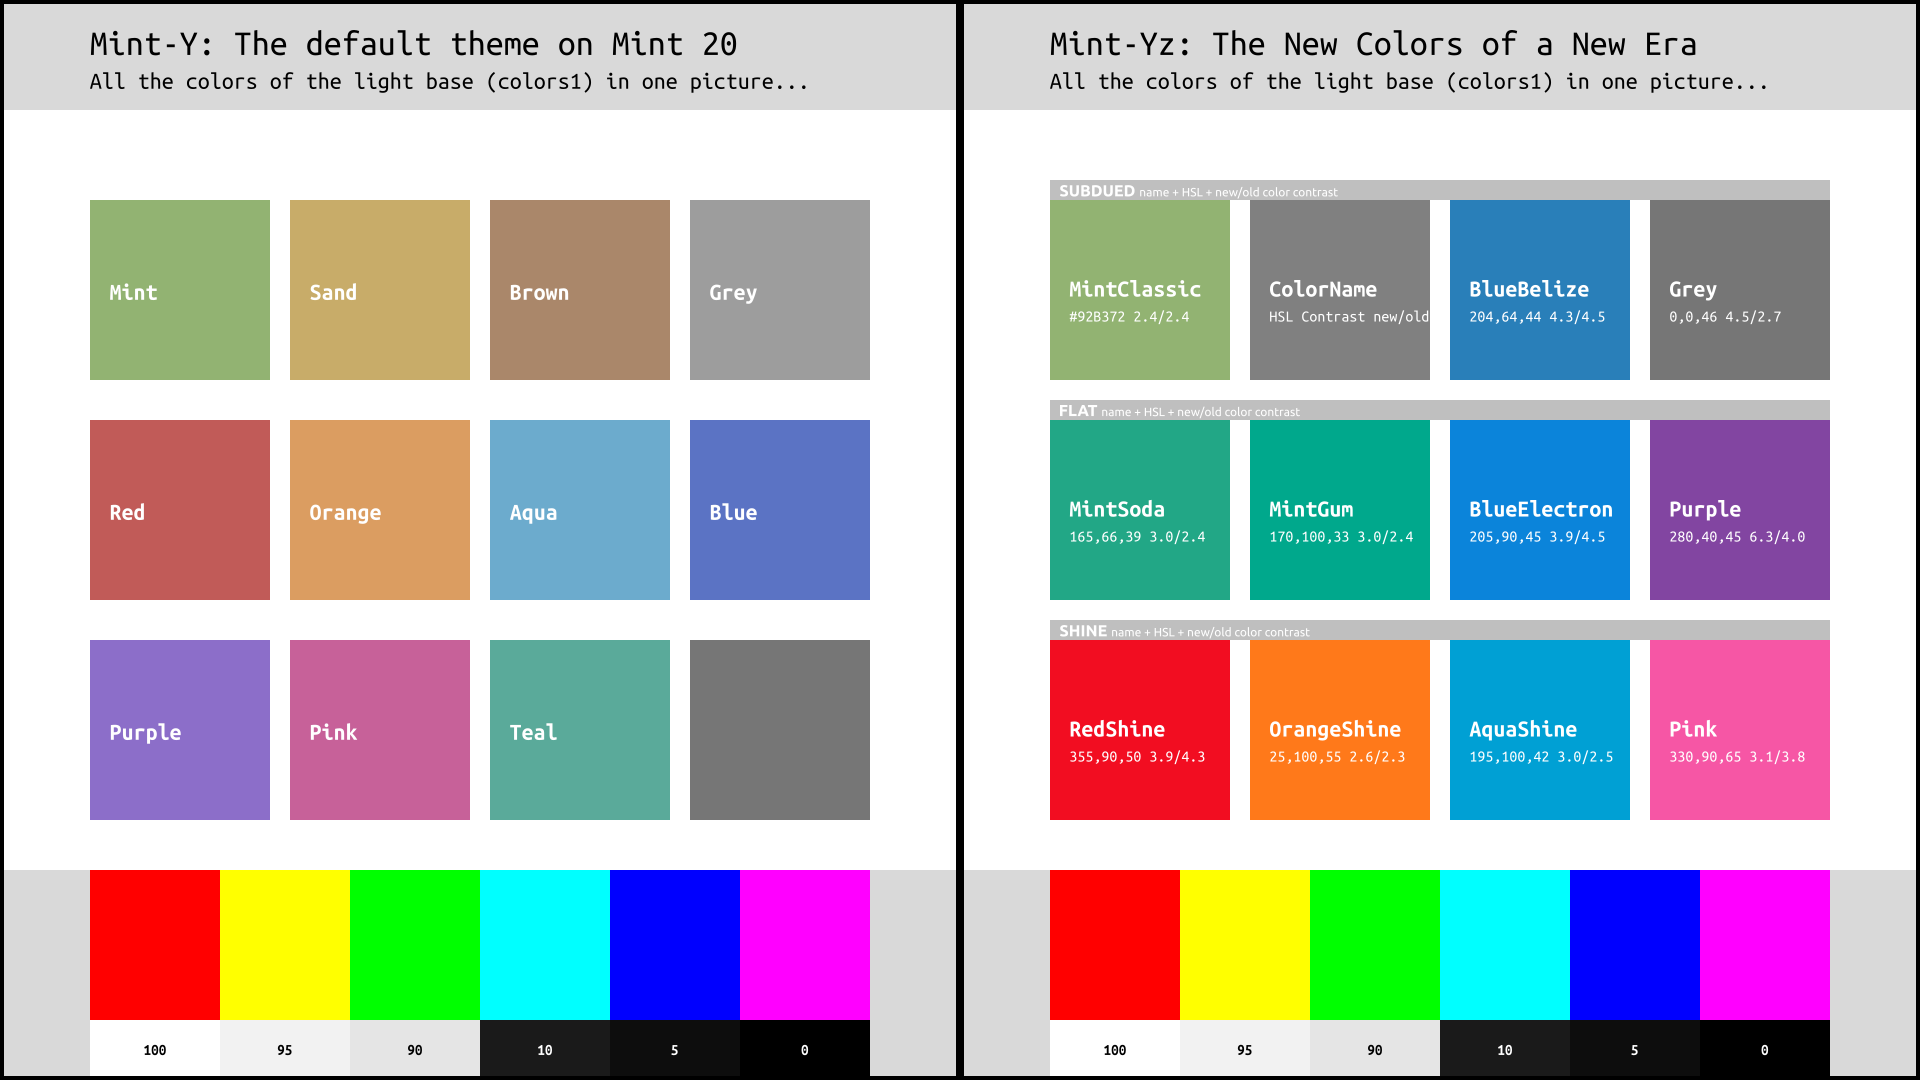 Mint-Y: The default theme on Mint 20
All the colors of the light base (colors1) in one picture...
Mint
Sand
Brown
Grey
Red
Orange
Aqua
Blue
Purple
Pink
Teal
100
95
90
10
5
0
Mint-Yz: The New Colors of a New Era
All the colors of the light base (colors1) in one picture...
SUBDUED name + HSL + new/old color contrast
MintClassic
#92B372 2.4/2.4
ColorName
HSL Contrast new/old
BlueBelize
204,64,44 4.3/4.5
Grey
0,0,46 4.5/2.7
FLAT name + HSL + new/old color contrast
MintSoda
165,66,39 3.0/2.4
MintGum
170,100,33 3.0/2.4
BlueElectron
205,90,45 3.9/4.5
Purple
280,40,45 6.3/4.0
SHINE name + HSL + new/old color contrast
RedShine
355,90,50 3.9/4.3
OrangeShine
25,100,55 2.6/2.3
AquaShine
195,100,42 3.0/2.5
Pink
330,90,65 3.1/3.8
100
95
90
10
5
0